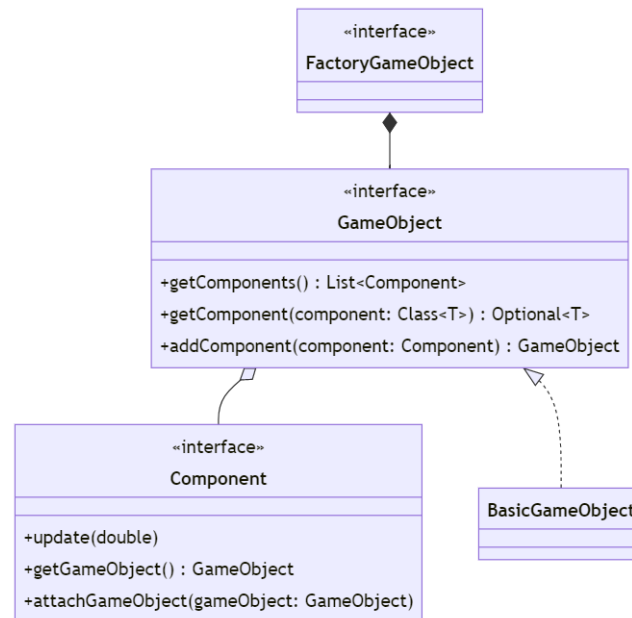 «interface»
FactoryGameObject
«interface»
GameObject
+getComponents() : List<Component>
+getComponent(component: Class<T>) : Optional<T>
+addComponent(component: Component) : GameObject
«interface»
Component
+update(double)
+getGameObject() : GameObject
+attachGameObject(gameObject: GameObject)
BasicGameObject